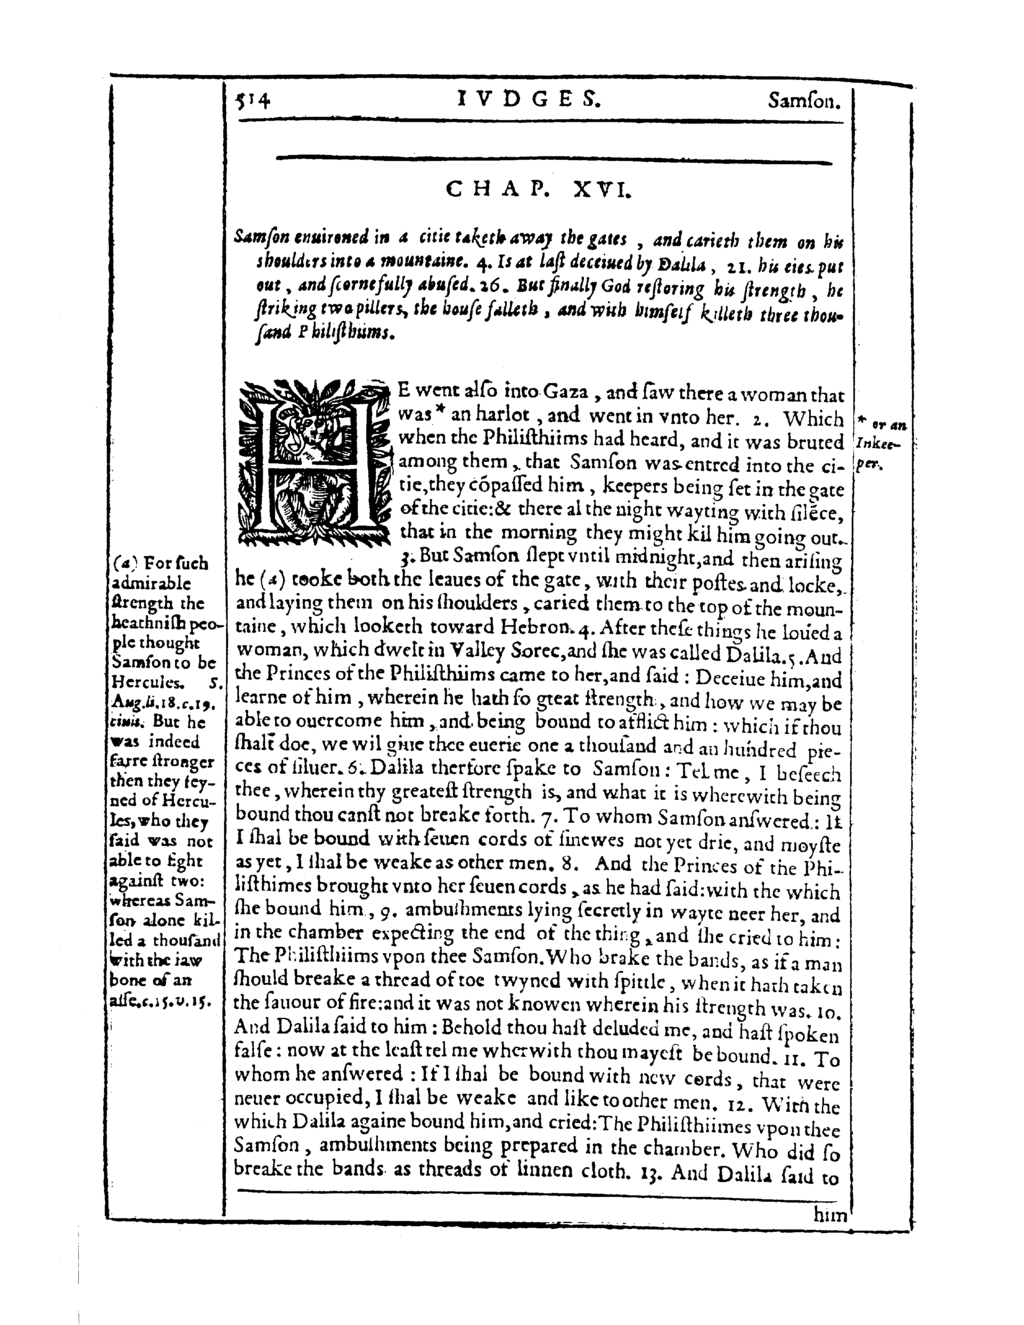 514 IVDGES. Samſon.
CHAP. XVI.
Samſon enuironed in a citie taketh away the gates , and carieth them on his
shoulders into a mountaine. 4. Is at laſt deceiued by Dalila , 21. his eies put
out , and ſcornefully abuſed. 26. But finally God reſtoring his ſtrength , he
ſtriking two pillers, the houſe falleth , and with himſelf killeth three thou-
ſand Philiſthiims.
HE went alſo into Gaza , and ſaw there a woman that
was * an harlot , and went in vnto her. 2. Which
when the Philiſthiims had heard, and it was bruted
among them , that Samſon was entred into the ci-
tie,they cōpaſſed him , keepers being ſet in the gate
of the citie:& there al the night wayting with ſilēce,
that in the morning they might kil him going out.
3. But Samſon ſlept vntil midnight,and then ariſing
he (a) tooke both the leaues of the gate , with their poſtes and locke,
and laying them on his ſhoulders , caried them to the top of the moun-
taine , which looketh toward Hebron. 4. After theſe things he loued a
woman, which dwelt in Valley Sorec,and ſhe was called Dalila. 5. And
the Princes of the Philiſthiims came to her,and ſaid : Deceiue him,and
learne of him , wherein he hath ſo great ſtrength , and how we may be
able to ouercome him , and being bound to afflict him : which if thou
ſhalt doe, we wil giue thee euerie one a thouſand and an hundred pie-
ces of ſiluer. 6. Dalila therfore ſpake to Samſon : Tel me , I beſeech
thee , wherein thy greateſt ſtrength is, and what it is wherewith being
bound thou canſt not breake forth. 7. To whom Samſon anſwered : If
I ſhal be bound with ſeuen cords of ſinewes not yet drie, and moyſte
as yet , I ſhal be weake as other men. 8. And the Princes of the Phi-
liſthimes brought vnto her ſeuen cords , as he had ſaid:with the which
ſhe bound him , 9. ambuſhments lying ſecretly in wayte neer her, and
in the chamber expecting the end of the thing , and ſhe cried to him :
The Philiſthiims vpon thee Samſon. Who brake the bands, as if a man
ſhould breake a thread of toe twyned with ſpittle , when it hath taken
the ſauour of fire:and it was not knowen wherein his ſtrength was. 10.
And Dalila ſaid to him : Behold thou haſt deluded me, and haſt ſpoken
falſe : now at the leaſt tel me wherwith thou mayeſt be bound. 11. To
whom he anſwered : If I ſhal be bound with new cords , that were
neuer occupied, I ſhal be weake and like to other men. 12. With the
which Dalila againe bound him,and cried:The Philiſthiimes vpon thee
Samſon , ambuſhments being prepared in the chamber. Who did ſo
breake the bands as threads of linnen cloth. 13. And Dalila ſaid to
him
* or an
Inkee-
per.
(a) For ſuch
admirable
ſtrength the
heathniſh peo-
ple thought
Samſon to be
Hercules. S.
Aug.li.18.c.19.
ciuit. But he
was indeed
farre ſtronger
then they fey-
ned of Hercu-
les, who they
ſaid was not
able to fight
againſt two:
whereas Sam-
ſon alone kil-
led a thouſand
with the iaw
bone of an
aſſe,c.15.v.15.